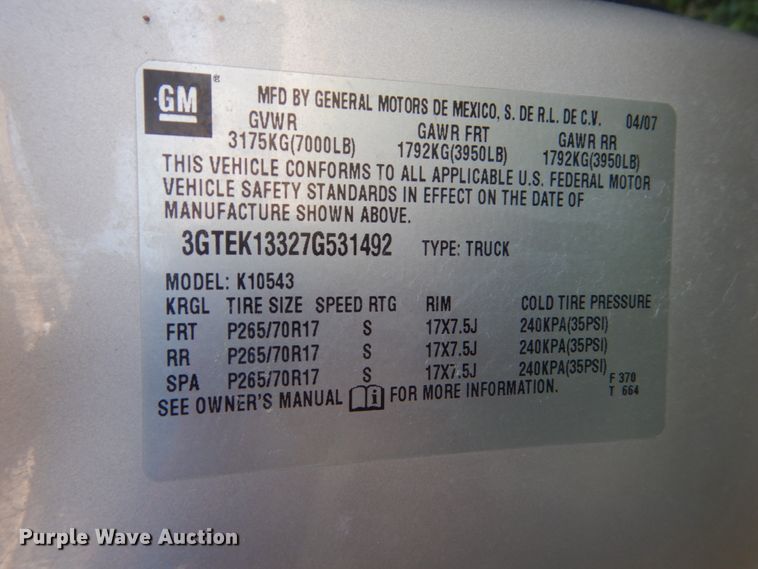 GM ®
MFD BY GENERAL MOTORS DE MEXICO, S. DE R.L. DE C.V. 04/07
GVWR GAWR FRT GAWR RR
3175KG(7000LB) 1792KG(3950LB) 1792KG(3950LB)
THIS VEHICLE CONFORMS TO ALL APPLICABLE U.S. FEDERAL MOTOR
VEHICLE SAFETY STANDARDS IN EFFECT ON THE DATE OF
MANUFACTURE SHOWN ABOVE.
3GTEK13327G531492 TYPE: TRUCK
MODEL: K10543
KRGL TIRE SIZE SPEED RTG RIM COLD TIRE PRESSURE
FRT P265/70R17 S 17X7.5J 240KPA(35PSI)
RR P265/70R17 S 17X7.5J 240KPA(35PSI)
SPA P265/70R17 S 17X7.5J 240KPA(35PSI)
SEE OWNER'S MANUAL FOR MORE INFORMATION.
F 370
T 664
Purple Wave Auction